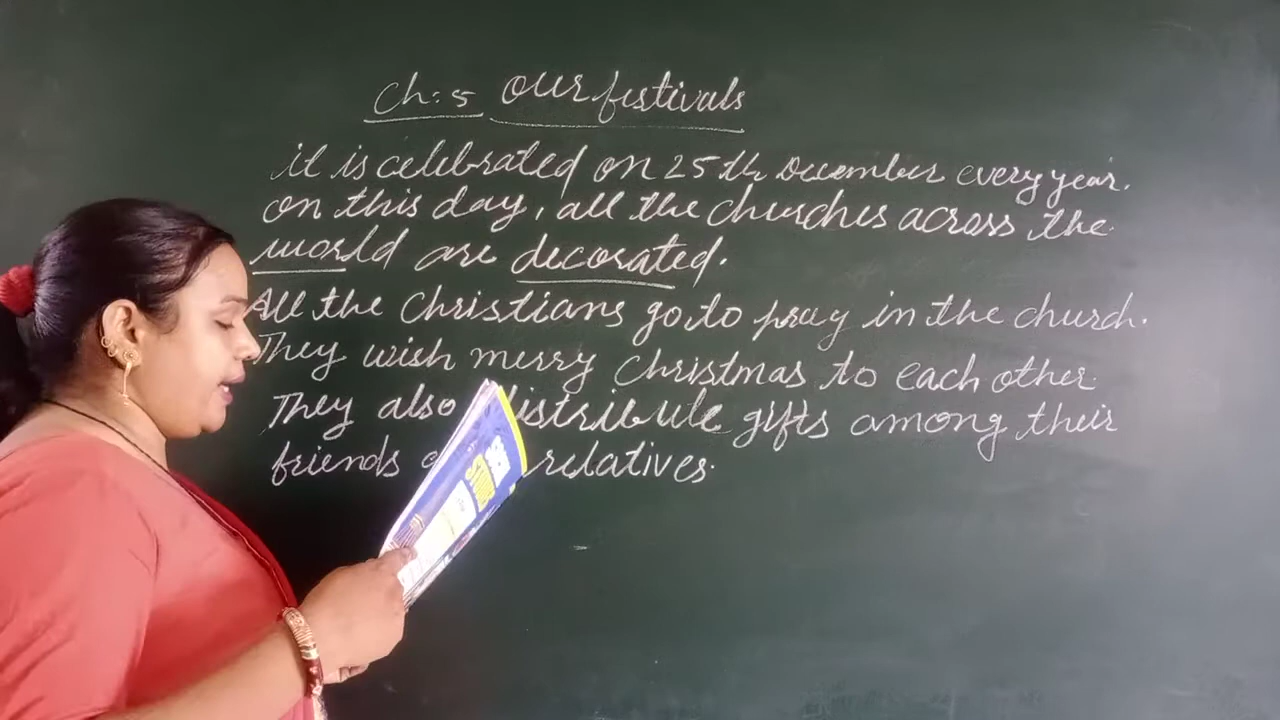 Ch: 5 Our festivals
it is celebrated on 25th December every year.
on this day, all the churches across the
world are decorated.
All the Christians go to pray in the church.
They wish merry Christmas to each other.
They also distribute gifts among their
friends relatives.